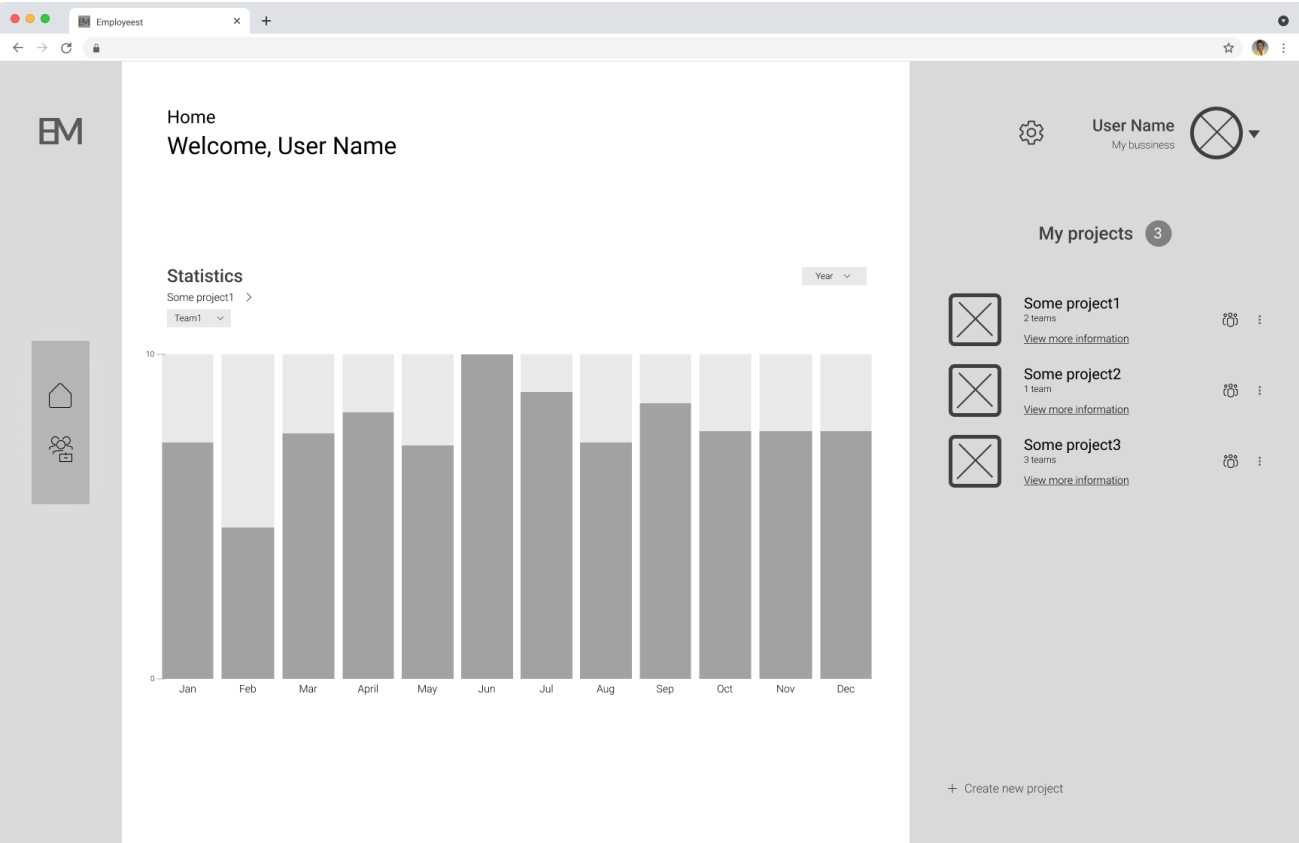 EM Employeest
EM
Home
Welcome, User Name
Statistics
Some project1
Team1
Year
10
0
Jan Feb Mar April May Jun Jul Aug Sep Oct Nov Dec
User Name
My bussiness
My projects 3
Some project1
2 teams
View more information
Some project2
1 team
View more information
Some project3
3 teams
View more information
+ Create new project